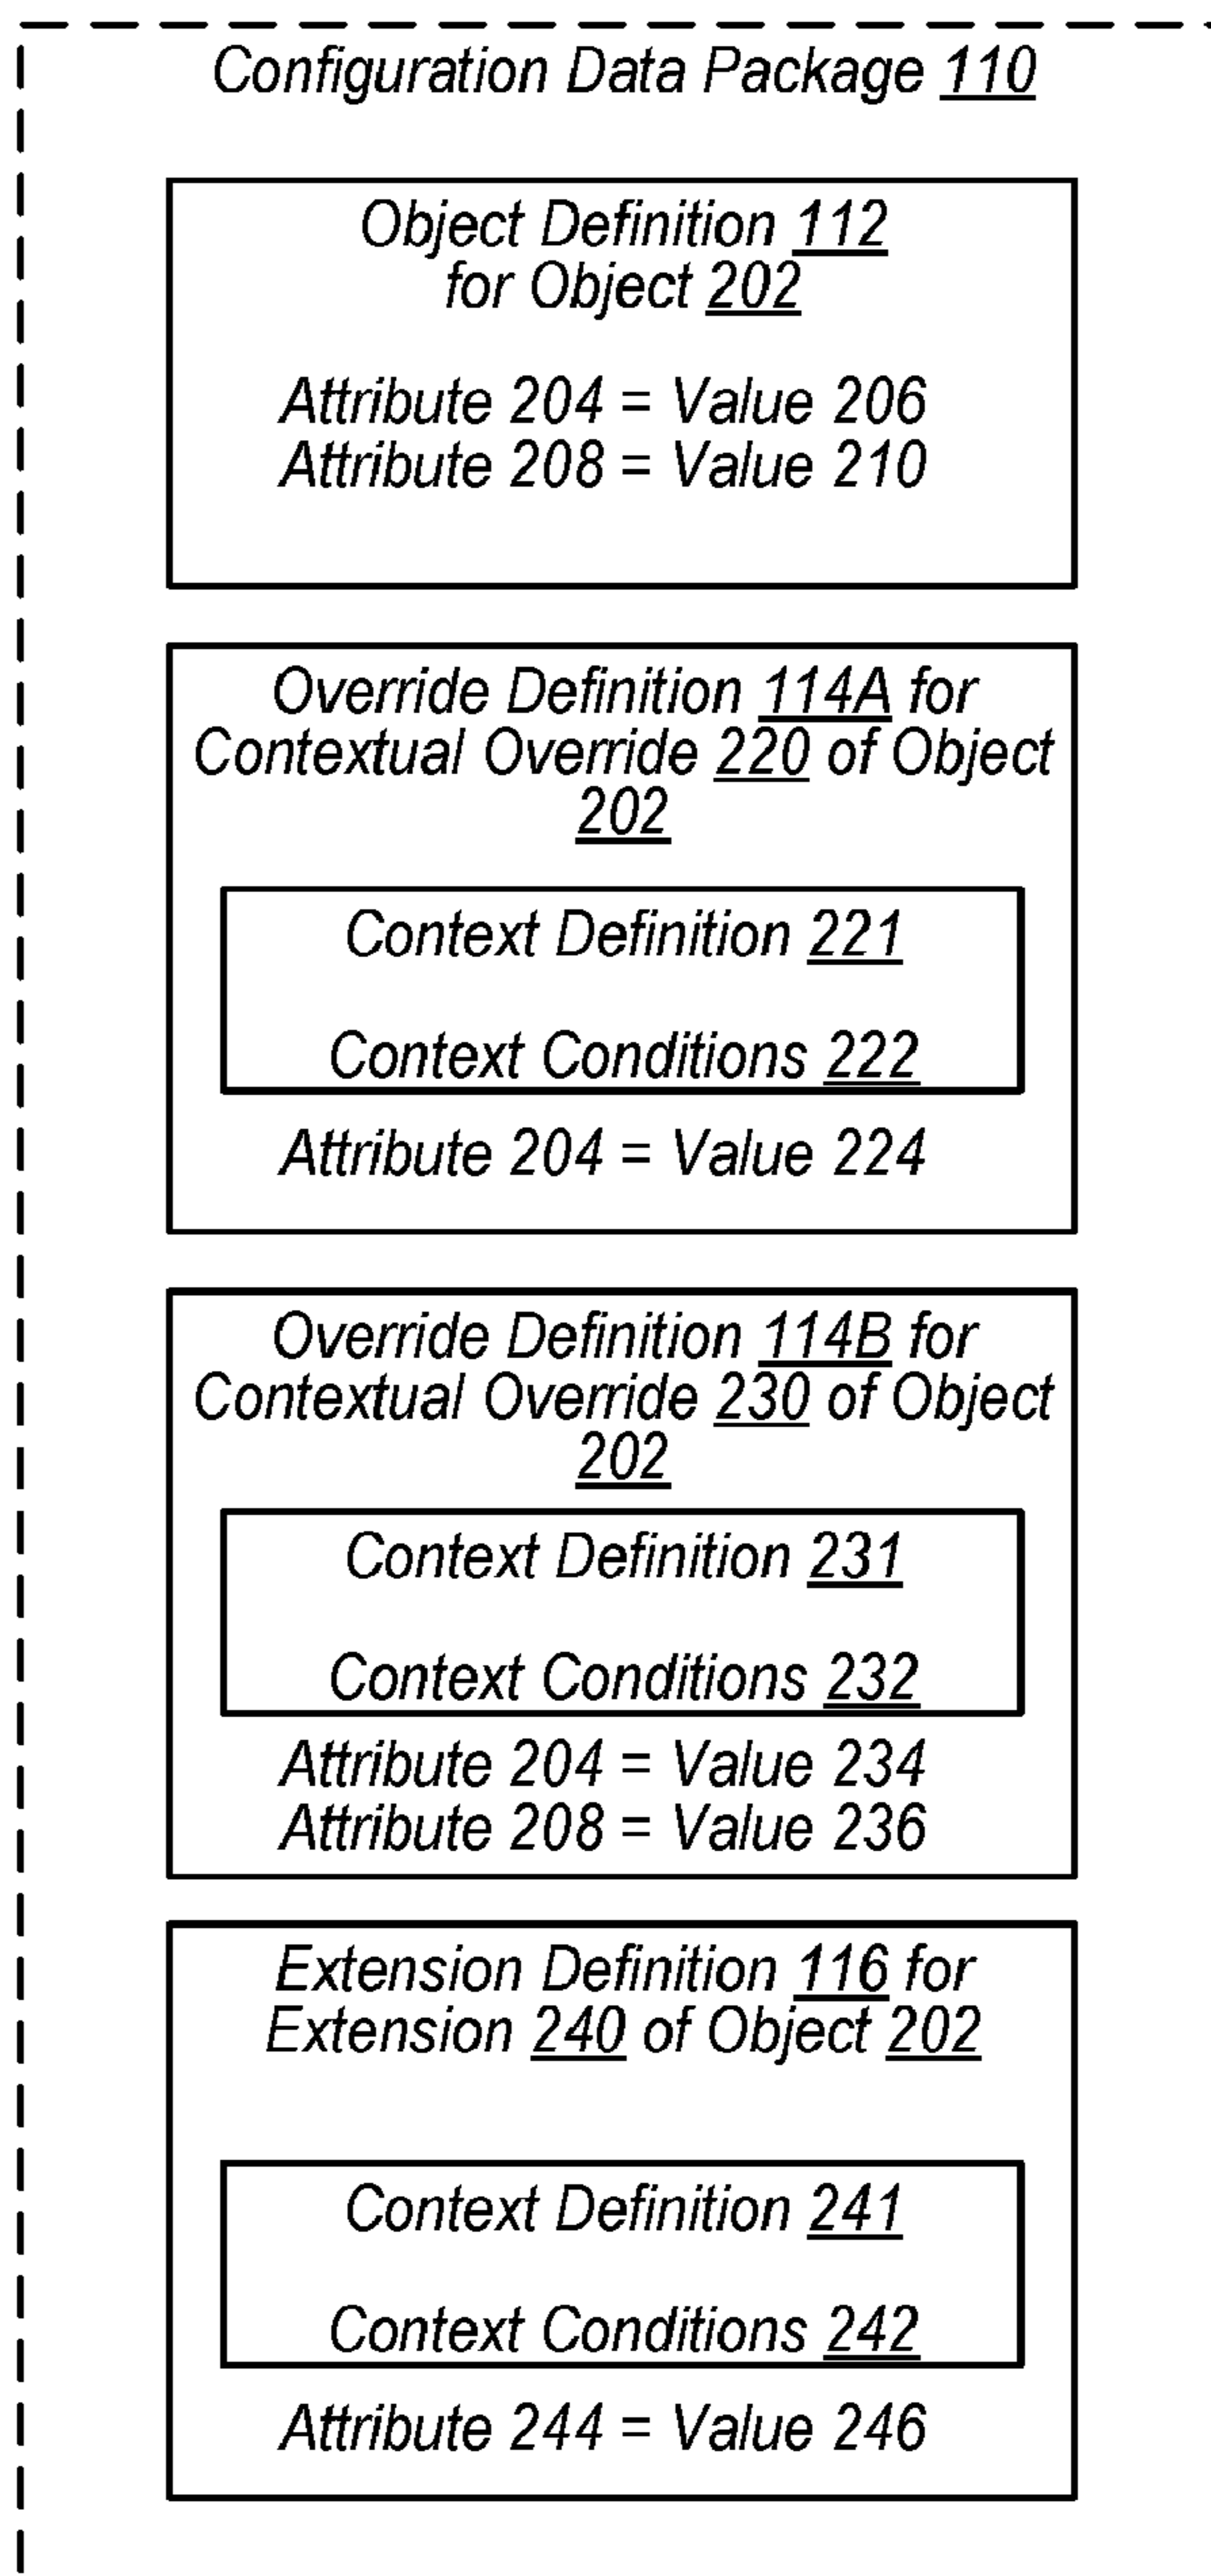 Configuration Data Package 110
Object Definition 112
for Object 202
Attribute 204 = Value 206
Attribute 208 = Value 210
Override Definition 114A for
Contextual Override 220 of Object
202
Context Definition 221
Context Conditions 222
Attribute 204 = Value 224
Override Definition 114B for
Contextual Override 230 of Object
202
Context Definition 231
Context Conditions 232
Attribute 204 = Value 234
Attribute 208 = Value 236
Extension Definition 116 for
Extension 240 of Object 202
Context Definition 241
Context Conditions 242
Attribute 244 = Value 246